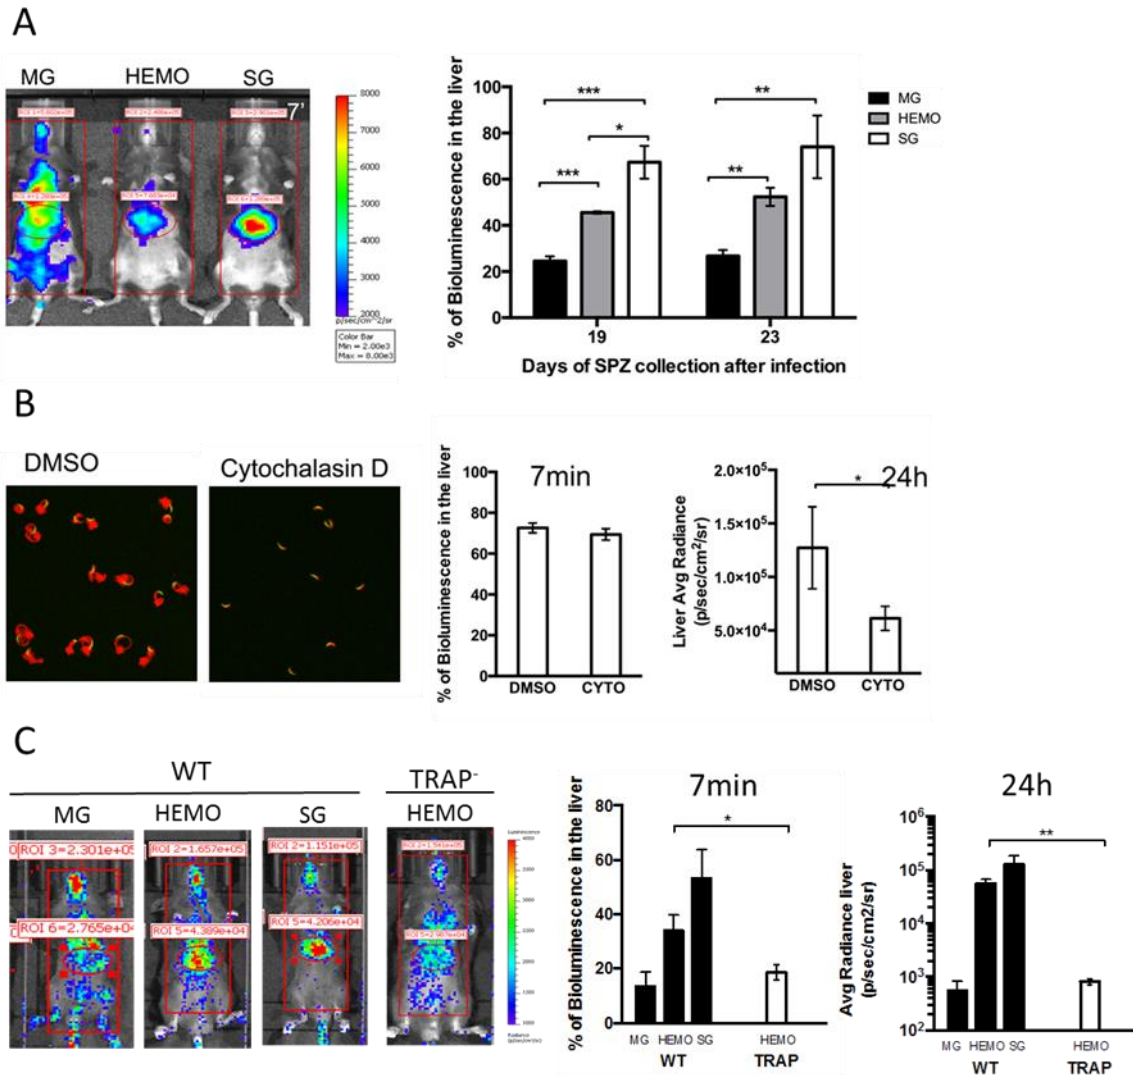 A
MG HEMO SG
7'
8000
7000
6000
5000
4000
3000
2000
p/sec/cm^2/sr
Color Bar
Min = 2.00e3
Max = 8.00e3
% of Bioluminescence in the liver
100
80
60
40
20
0
*** **
*
*** **
19 23
Days of SPZ collection after infection
MG
HEMO
SG
B
DMSO Cytochalasin D
% of Bioluminescence in the liver
7min
100
80
60
40
20
0
DMSO CYTO
Liver Avg Radiance
(p/sec/cm²/sr)
24h
*
2.0×10⁵
1.5×10⁵
1.0×10⁵
5.0×10⁴
DMSO CYTO
C
WT TRAP⁻
MG HEMO SG HEMO
ROI 3=2.301e+05
ROI 2=1.657e+05
ROI 2=1.151e+05
ROI 6=2.765e+04
ROI 5=4.389e+04
ROI 5=4.206e+04
4000
3000
2000
1000
% of Bioluminescence in the liver
7min
*
80
60
40
20
0
MG HEMO SG HEMO
WT TRAP
Avg Radiance liver
(p/sec/cm2/sr)
24h
**
10⁶
10⁵
10⁴
10³
10²
MG HEMO SG HEMO
WT TRAP